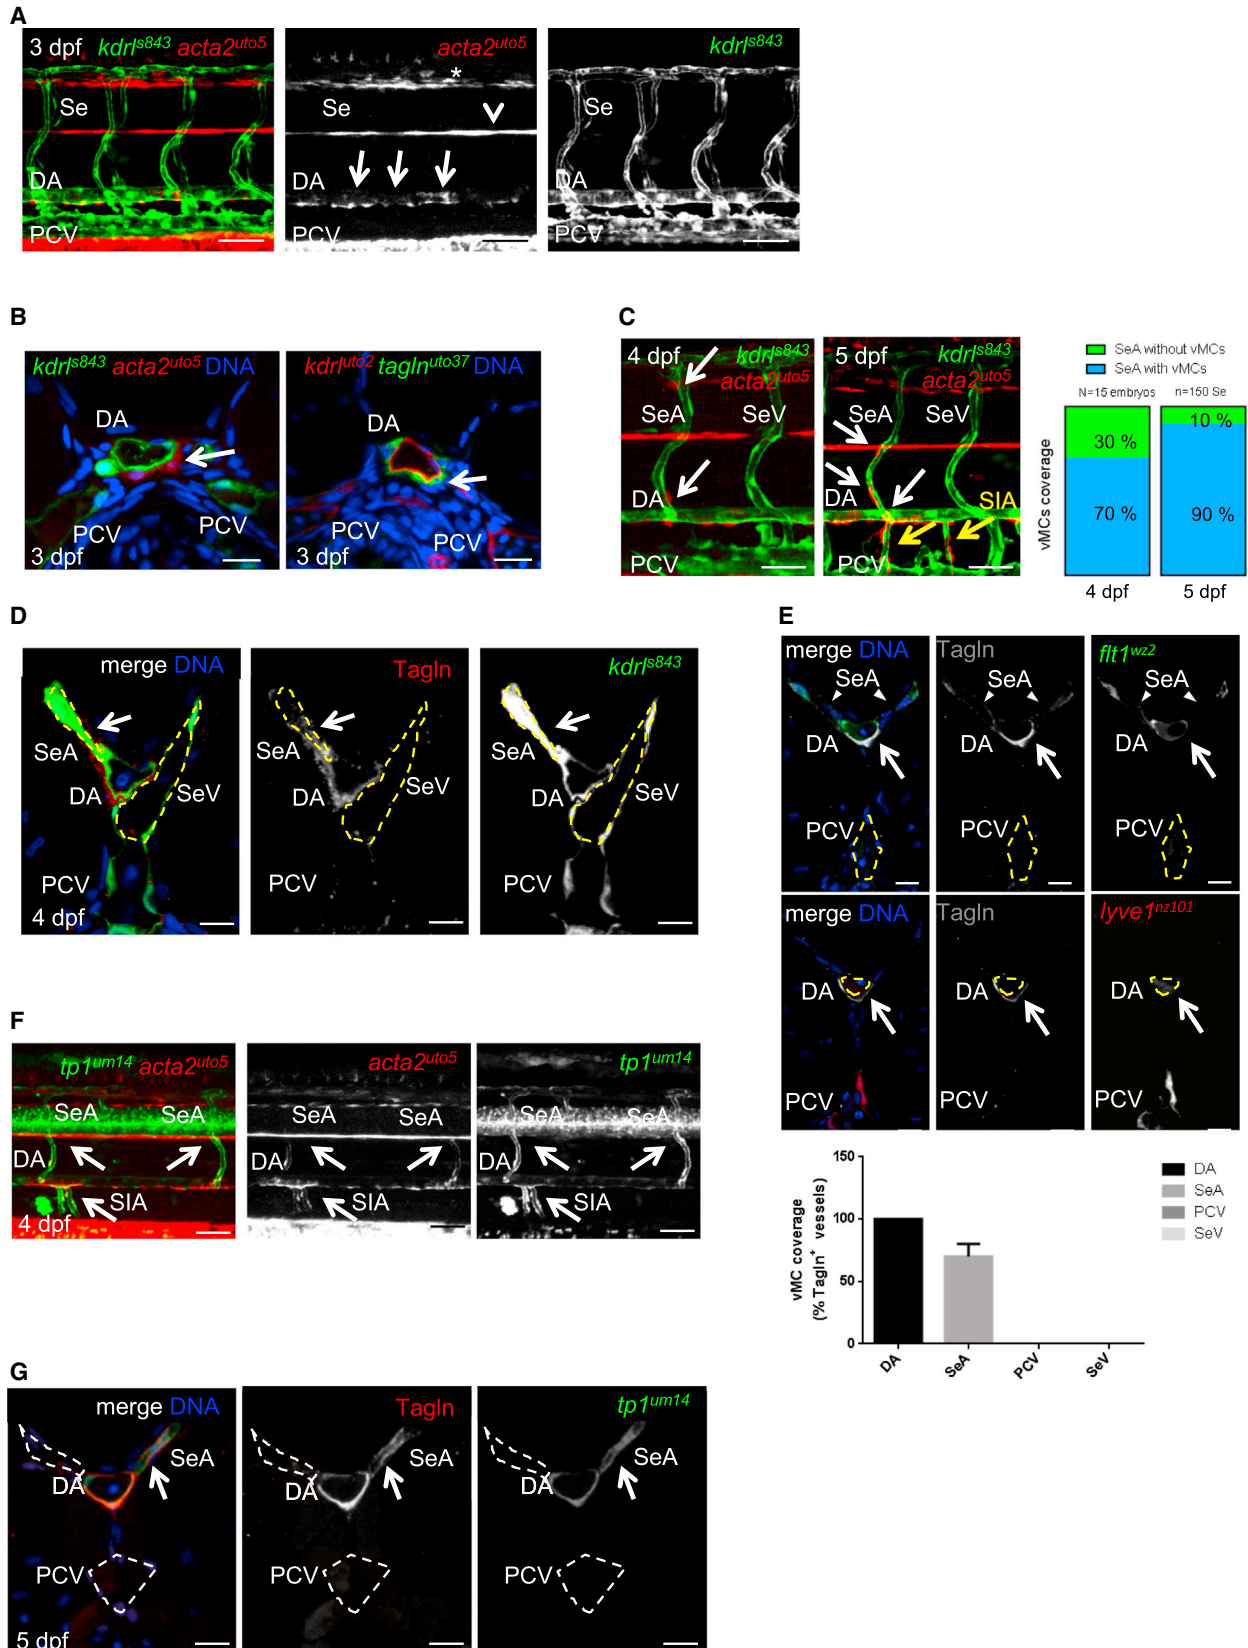 A
3 dpf kdrl^s843 acta2^uto5
Se
DA
PCV
acta2^uto5
*
Se
DA
PCV
kdrl^s843
Se
DA
PCV
B
kdrl^s843 acta2^uto5 DNA
DA
PCV
PCV
3 dpf
kdrl^uto2 tagln^uto37 DNA
DA
PCV
PCV
3 dpf
C
4 dpf kdrl^s843
acta2^uto5
SeA SeV
DA
PCV
5 dpf kdrl^s843
acta2^uto5
SeA SeV
DA SIA
PCV
SeA without vMCs
SeA with vMCs
N=15 embryos n=150 Se
vMCs coverage
30 %
70 %
10 %
90 %
4 dpf 5 dpf
D
merge DNA
SeA
DA SeV
PCV
4 dpf
Tagln
SeA
DA SeV
PCV
kdrl^s843
SeA
DA SeV
PCV
E
merge DNA
SeA
DA
PCV
Tagln
SeA
DA
PCV
flt1^wz2
SeA
DA
PCV
merge DNA
DA
PCV
Tagln
DA
PCV
lyve1^nz101
DA
PCV
vMC coverage
(% Tagln+ vessels)
150
100
50
0
DA
SeA
PCV
SeV
DA
SeA
PCV
SeV
F
tp1^um14 acta2^uto5
SeA SeA
DA
SIA
4 dpf
acta2^uto5
SeA SeA
DA
SIA
tp1^um14
SeA SeA
DA
SIA
G
merge DNA
SeA
DA
PCV
5 dpf
Tagln
SeA
DA
PCV
tp1^um14
SeA
DA
PCV